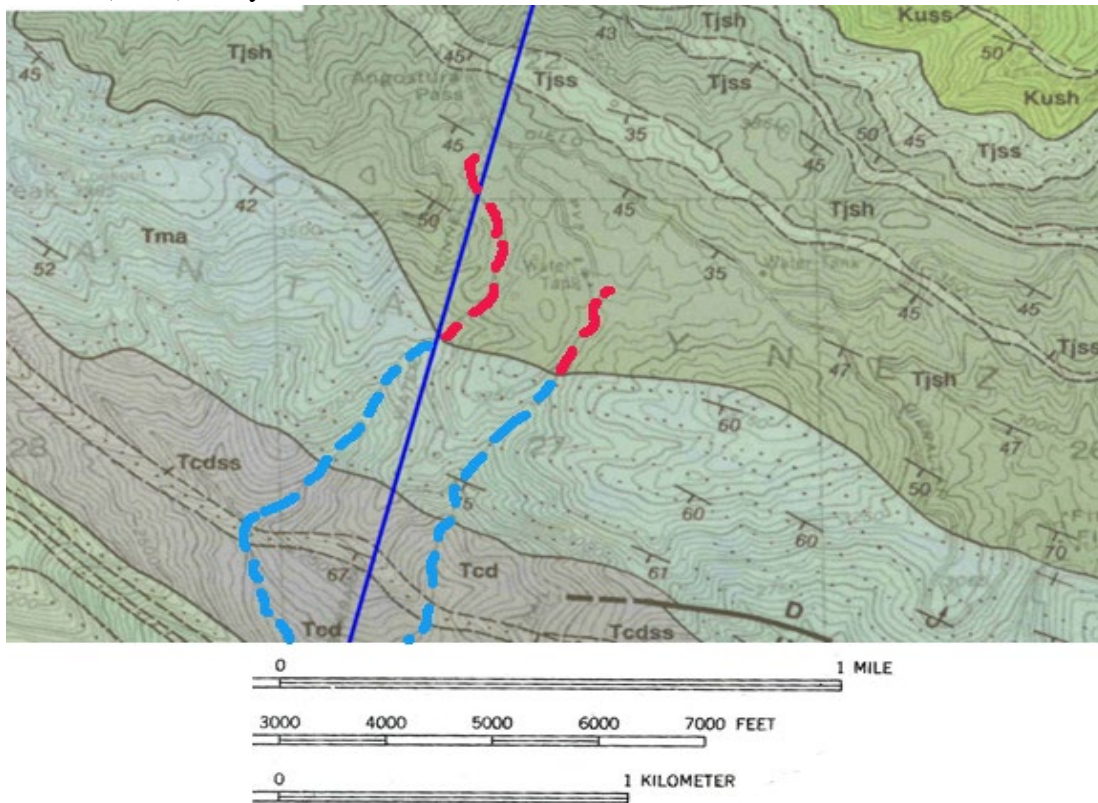 Kuss
Tjsh
43
45
50
45
22
Angostura
Pass
Tjss
Tjss
Kush
35
50
45
Tjss
45
45
42
50
45
Tjsh
Tma
52
Water
Tank
35
Water Tank
A
N
T
A
45
45
Y
N
E
Tjss
47
Tjsh
60
47
28
Tcdss
27
50
60
60
70
67
Tcd
61
D
Tcd
Tcdss
0 1 MILE
3000 4000 5000 6000 7000 FEET
0 1 KILOMETER